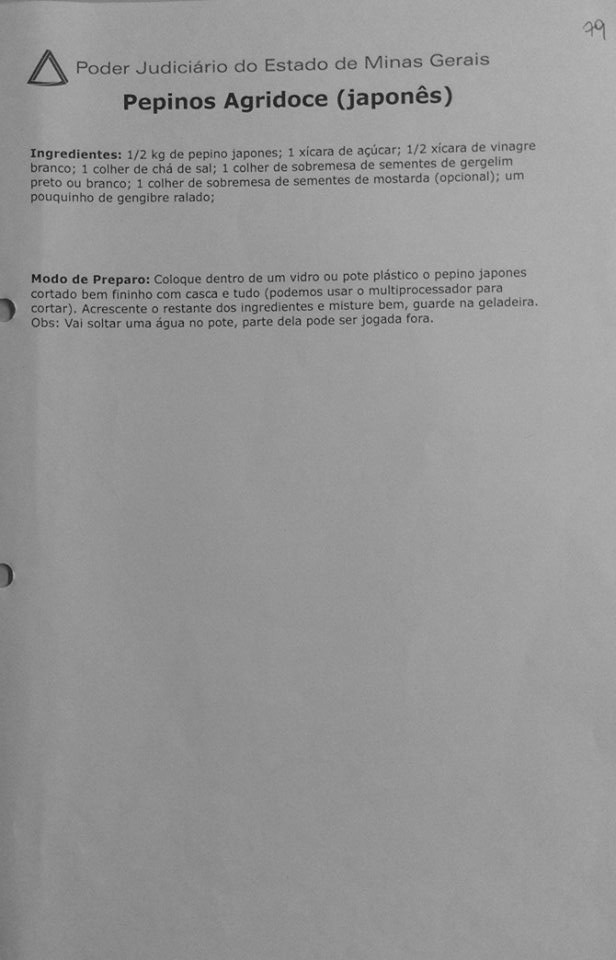 79
Poder Judiciário do Estado de Minas Gerais
Pepinos Agridoce (japonês)
Ingredientes: 1/2 kg de pepino japones; 1 xícara de açúcar; 1/2 xícara de vinagre
branco; 1 colher de chá de sal; 1 colher de sobremesa de sementes de gergelim
preto ou branco; 1 colher de sobremesa de sementes de mostarda (opcional); um
pouquinho de gengibre ralado;
Modo de Preparo: Coloque dentro de um vidro ou pote plástico o pepino japones
cortado bem fininho com casca e tudo (podemos usar o multiprocessador para
cortar). Acrescente o restante dos ingredientes e misture bem, guarde na geladeira.
Obs: Vai soltar uma água no pote, parte dela pode ser jogada fora.